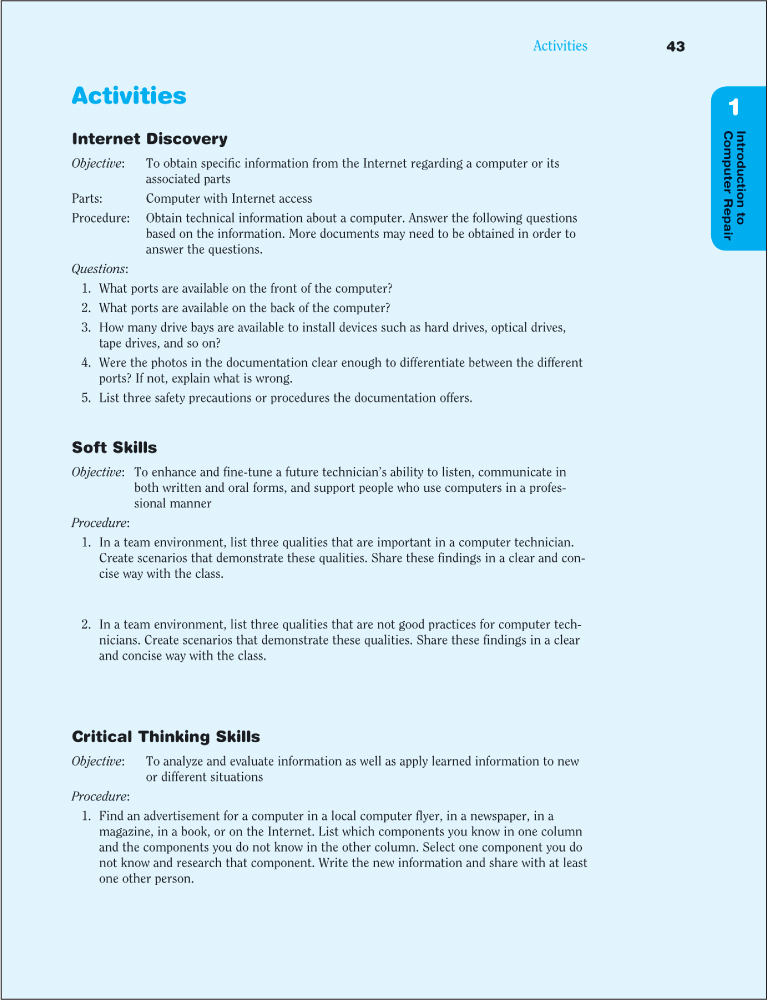 Activities 43
1
Introduction to
Computer Repair
Activities
Internet Discovery
Objective: To obtain specific information from the Internet regarding a computer or its
associated parts
Parts: Computer with Internet access
Procedure: Obtain technical information about a computer. Answer the following questions
based on the information. More documents may need to be obtained in order to
answer the questions.
Questions:
1. What ports are available on the front of the computer?
2. What ports are available on the back of the computer?
3. How many drive bays are available to install devices such as hard drives, optical drives,
tape drives, and so on?
4. Were the photos in the documentation clear enough to differentiate between the different
ports? If not, explain what is wrong.
5. List three safety precautions or procedures the documentation offers.
Soft Skills
Objective: To enhance and fine-tune a future technician's ability to listen, communicate in
both written and oral forms, and support people who use computers in a profes-
sional manner
Procedure:
1. In a team environment, list three qualities that are important in a computer technician.
Create scenarios that demonstrate these qualities. Share these findings in a clear and con-
cise way with the class.
2. In a team environment, list three qualities that are not good practices for computer tech-
nicians. Create scenarios that demonstrate these qualities. Share these findings in a clear
and concise way with the class.
Critical Thinking Skills
Objective: To analyze and evaluate information as well as apply learned information to new
or different situations
Procedure:
1. Find an advertisement for a computer in a local computer flyer, in a newspaper, in a
magazine, in a book, or on the Internet. List which components you know in one column
and the components you do not know in the other column. Select one component you do
not know and research that component. Write the new information and share with at least
one other person.